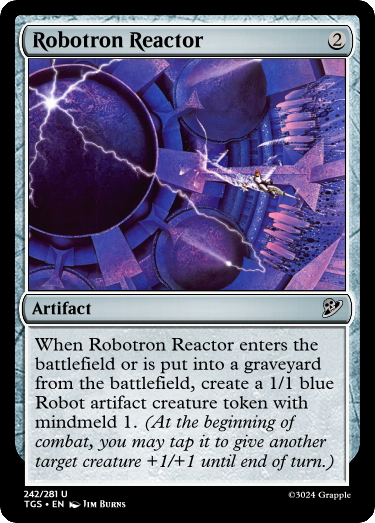 Robotron Reactor 2
Artifact
When Robotron Reactor enters the
battlefield or is put into a graveyard
from the battlefield, create a 1/1 blue
Robot artifact creature token with
mindmeld 1. (At the beginning of
combat, you may tap it to give another
target creature +1/+1 until end of turn.)
242/281 U
TGS • EN Jim Burns
©3024 Grapple